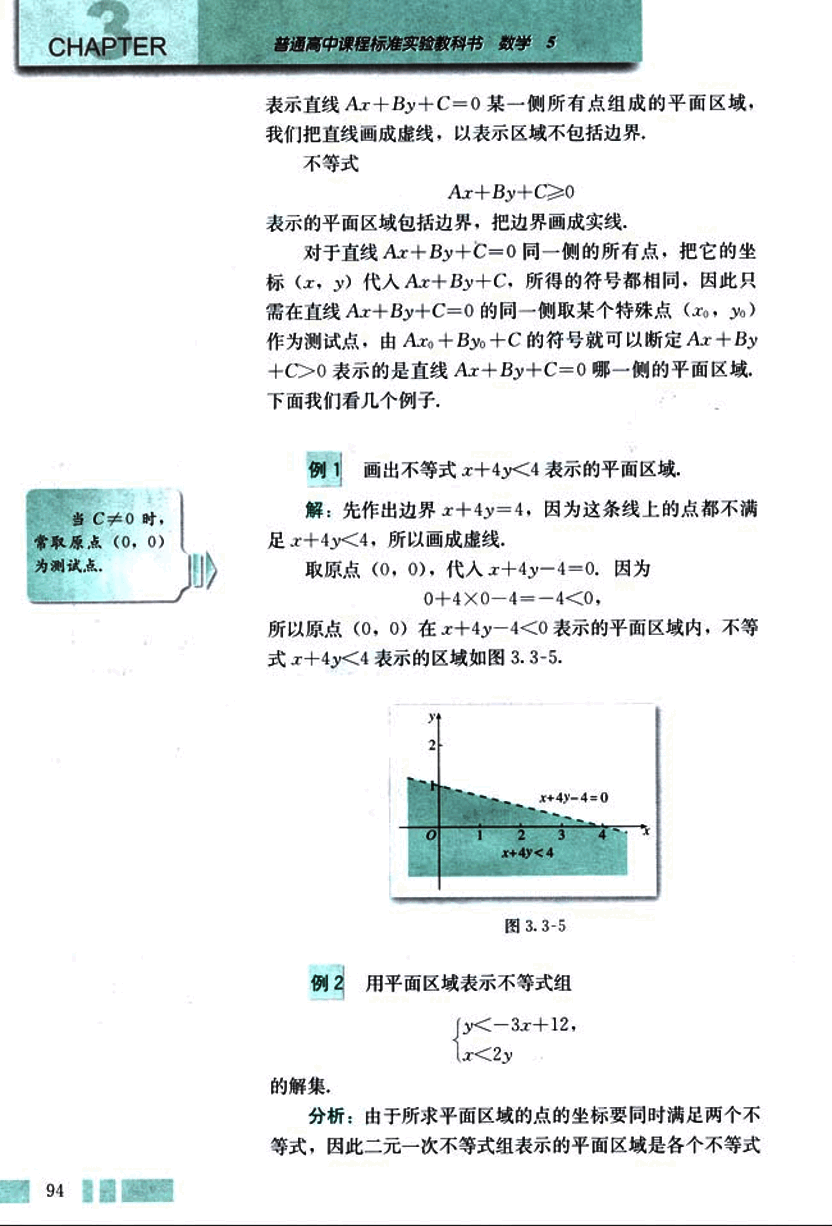 CHAPTER 3
普通高中课程标准实验教科书 数学 5
表示直线 Ax+By+C=0 某一侧所有点组成的平面区域，
我们把直线画成虚线，以表示区域不包括边界.
不等式
Ax+By+C⩾0
表示的平面区域包括边界，把边界画成实线.
对于直线 Ax+By+C=0 同一侧的所有点，把它的坐
标（x，y）代入 Ax+By+C，所得的符号都相同，因此只
需在直线 Ax+By+C=0 的同一侧取某个特殊点（x₀，y₀）
作为测试点，由 Ax₀+By₀+C 的符号就可以断定 Ax+By
+C>0 表示的是直线 Ax+By+C=0 哪一侧的平面区域.
下面我们看几个例子.
例 1 画出不等式 x+4y<4 表示的平面区域.
当 C≠0 时，
常取原点（0，0）
为测试点.
解：先作出边界 x+4y=4，因为这条线上的点都不满
足 x+4y<4，所以画成虚线.
取原点（0，0），代入 x+4y-4=0. 因为
0+4×0-4=-4<0，
所以原点（0，0）在 x+4y-4<0 表示的平面区域内，不等
式 x+4y<4 表示的区域如图 3.3-5.
y
2
1
x+4y-4=0
O 1 2 3 4 x
x+4y<4
图 3.3-5
例 2 用平面区域表示不等式组
{y<-3x+12，
x<2y
的解集.
分析：由于所求平面区域的点的坐标要同时满足两个不
等式，因此二元一次不等式组表示的平面区域是各个不等式
94